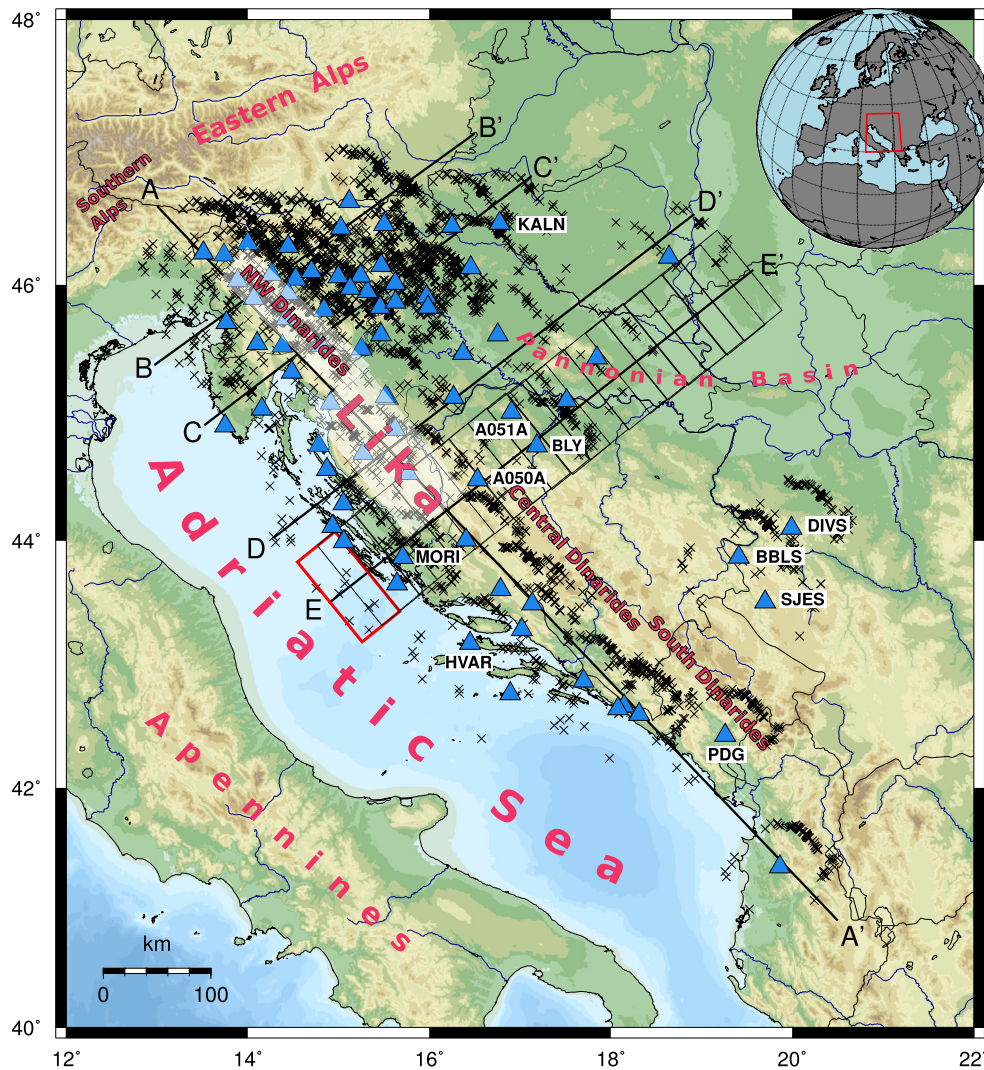 48˚
46˚
44˚
42˚
40˚
12˚
14˚
16˚
18˚
20˚
22˚
Eastern Alps
Southern
Alps
A
B'
C'
D'
E'
KALN
NW Dinarides
B
Pannonian Basin
C
Lika
A051A
BLY
A050A
Adriatic Sea
Central Dinarides
DIVS
D
MORI
BBLS
E
SJES
HVAR
South Dinarides
PDG
Apennines
A'
km
0 100